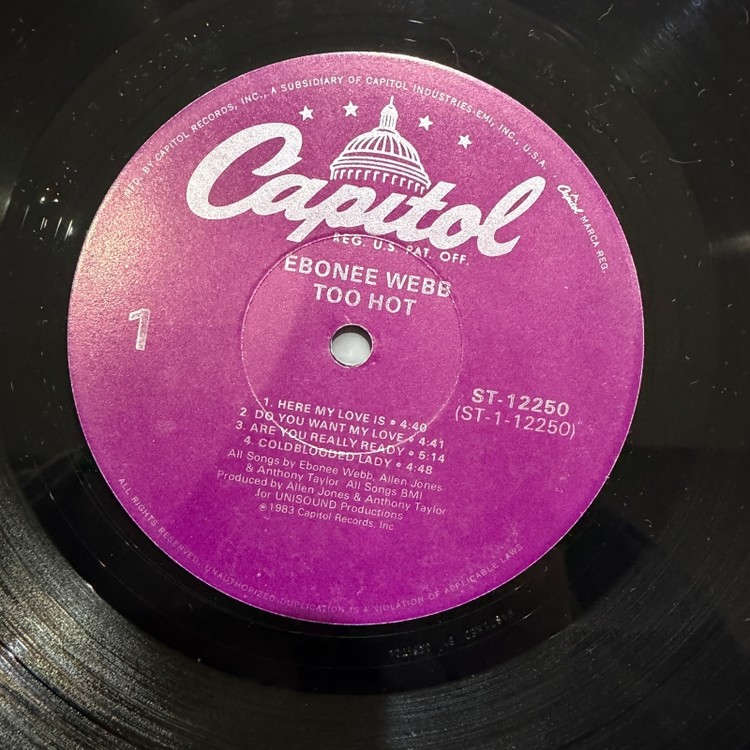 MFD. BY CAPITOL RECORDS, INC., A SUBSIDIARY OF CAPITOL INDUSTRIES-EMI, INC., U.S.A. · Capitol MARCA REG.
Capitol
REG. U.S. PAT. OFF.
EBONEE WEBB
TOO HOT
1
ST-12250
(ST-1-12250)
1. HERE MY LOVE IS • 4:40
2. DO YOU WANT MY LOVE • 4:41
3. ARE YOU REALLY READY • 5:14
4. COLDBLOODED LADY • 4:48
All Songs by Ebonee Webb, Allen Jones
& Anthony Taylor All Songs BMI
Produced by Allen Jones & Anthony Taylor
for UNISOUND Productions
℗1983 Capitol Records, Inc
ALL RIGHTS RESERVED. UNAUTHORIZED DUPLICATION IS A VIOLATION OF APPLICABLE LAWS
MASTERED BY CAPITOL